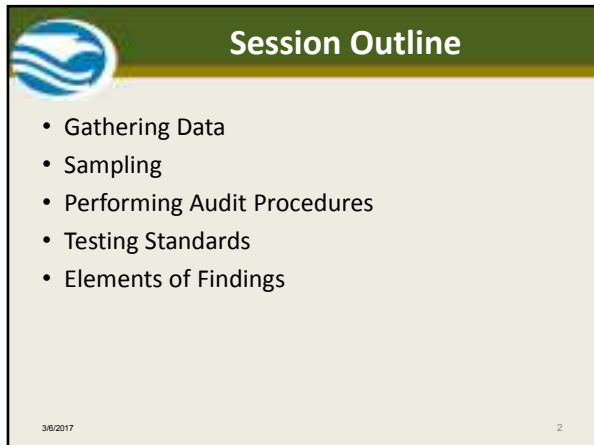 Session Outline
• Gathering Data
• Sampling
• Performing Audit Procedures
• Testing Standards
• Elements of Findings
3/6/2017
2